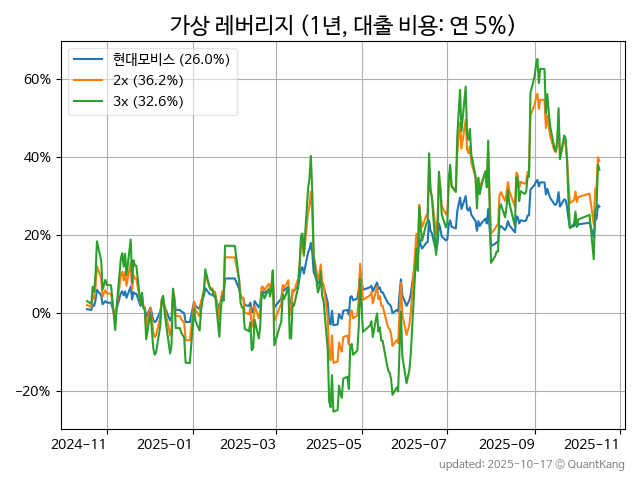 가상 레버리지 (1년, 대출 비용: 연 5%)
현대모비스 (26.0%)
2x (36.2%)
3x (32.6%)
60%
40%
20%
0%
−20%
2024-11
2025-01
2025-03
2025-05
2025-07
2025-09
2025-11
updated: 2025-10-17 © QuantKang